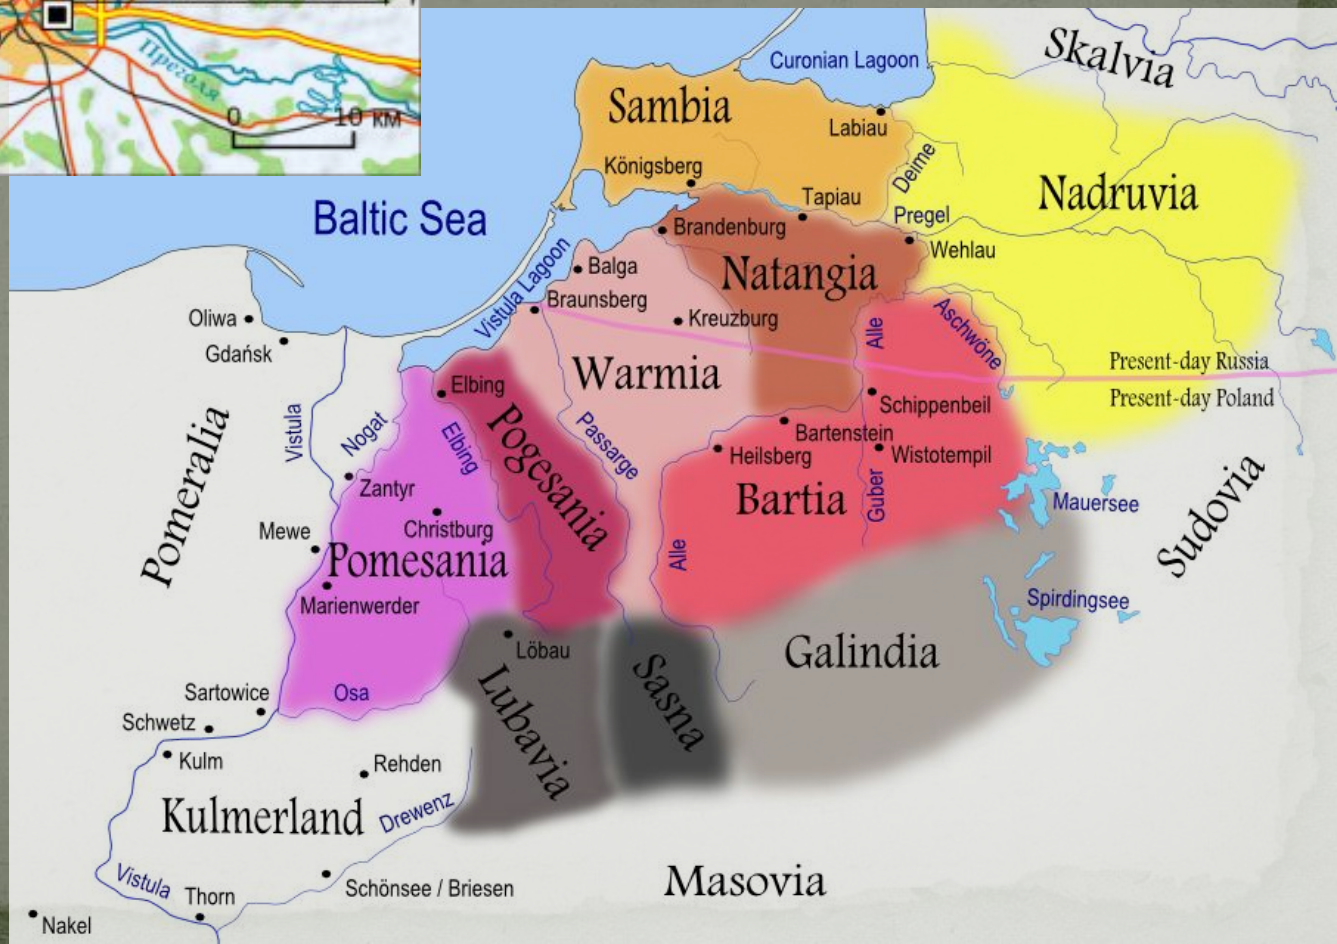 Преголя
0 10 км
Skalvia
Curonian Lagoon
Sambia
Labiau
Königsberg
Deime
Nadruvia
Tapiau
Baltic Sea
Pregel
Brandenburg
Wehlau
Natangia
Vistula Lagoon
Balga
Braunsberg
Kreuzburg
Alle
Aschwöne
Oliwa
Gdańsk
Warmia
Present-day Russia
Present-day Poland
Elbing
Schippenbeil
Pomeralia
Vistula
Nogat
Elbing
Pogesania
Passarge
Bartenstein
Heilsberg
Wistotempil
Zantyr
Bartia
Guber
Mauersee
Sudovia
Christburg
Mewe
Pomesania
Alle
Marienwerder
Spirdingsee
Löbau
Galindia
Sasna
Lubavia
Osa
Sartowice
Schwetz
Kulm
Rehden
Kulmerland
Drewenz
Vistula
Thorn
Schönsee / Briesen
Masovia
Nakel